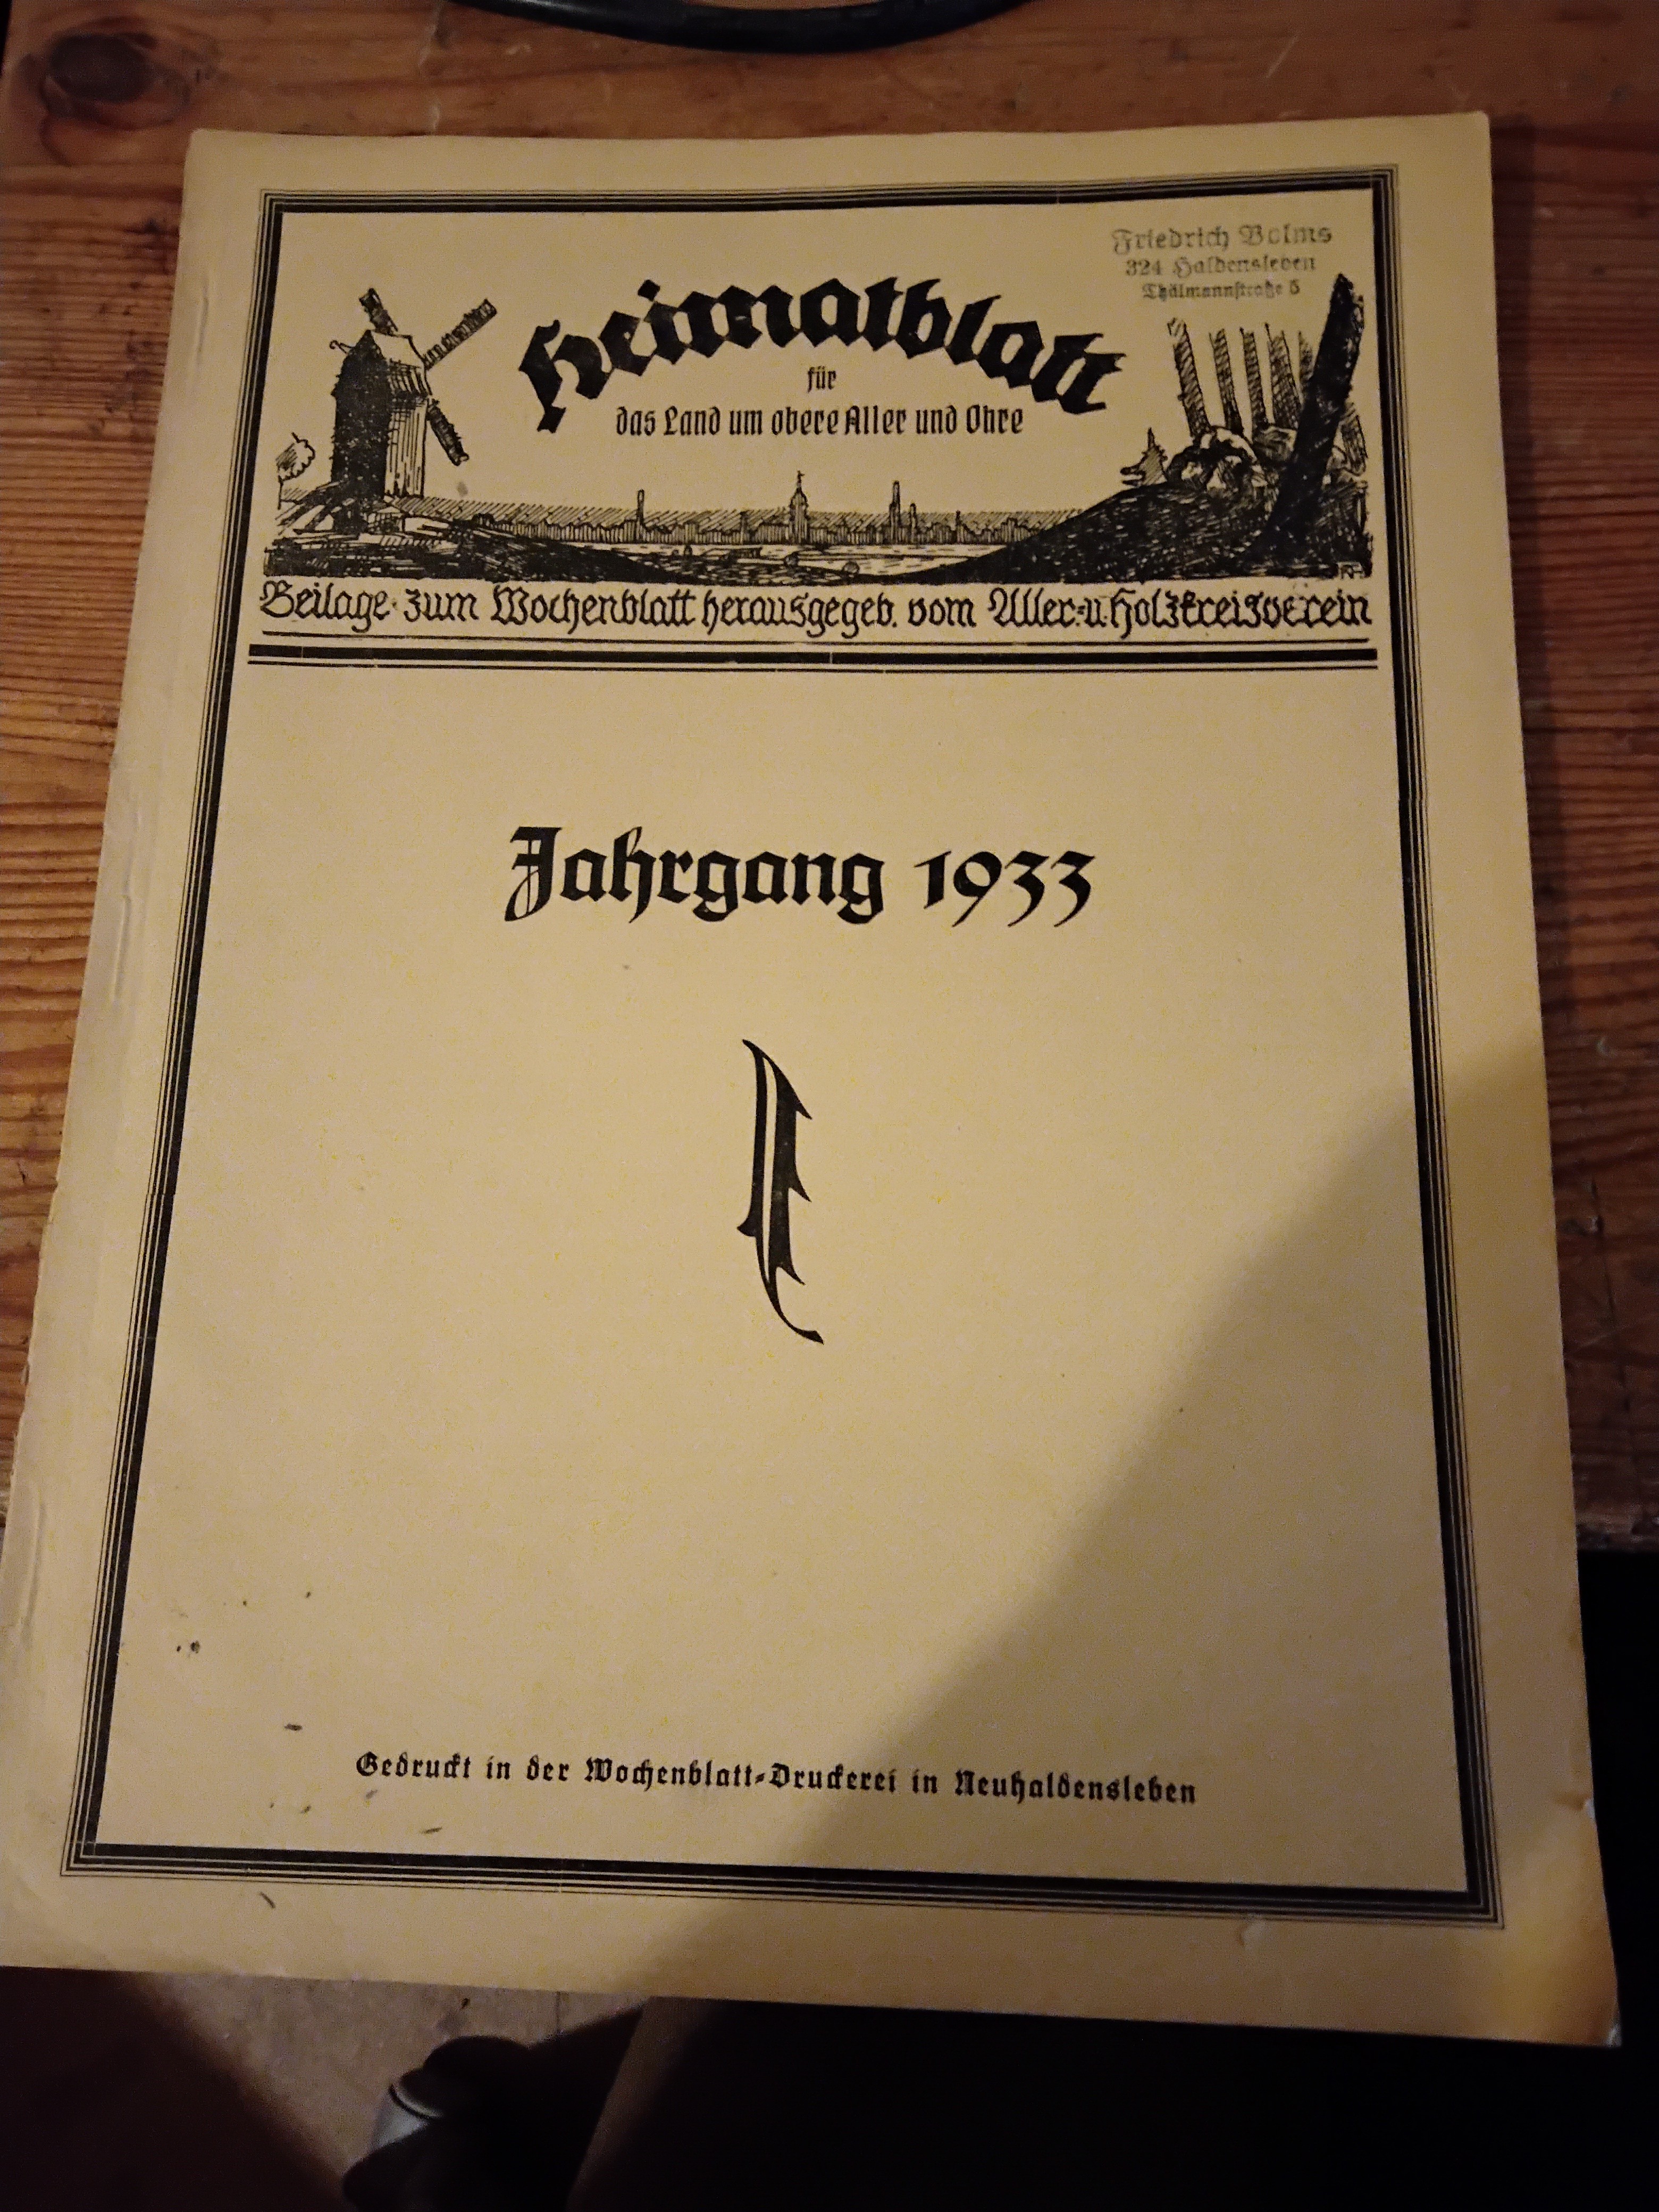 Friedrich Bolms
324 Haldensleben
Thälmannstraße 5
Heimatblatt
für
das Land um obere Aller und Ohre
Beilage zum Wochenblatt herausgegeb. vom Aller- u. Holzkreisverein
Jahrgang 1933
Gedruckt in der Wochenblatt-Druckerei in Neuhaldensleben